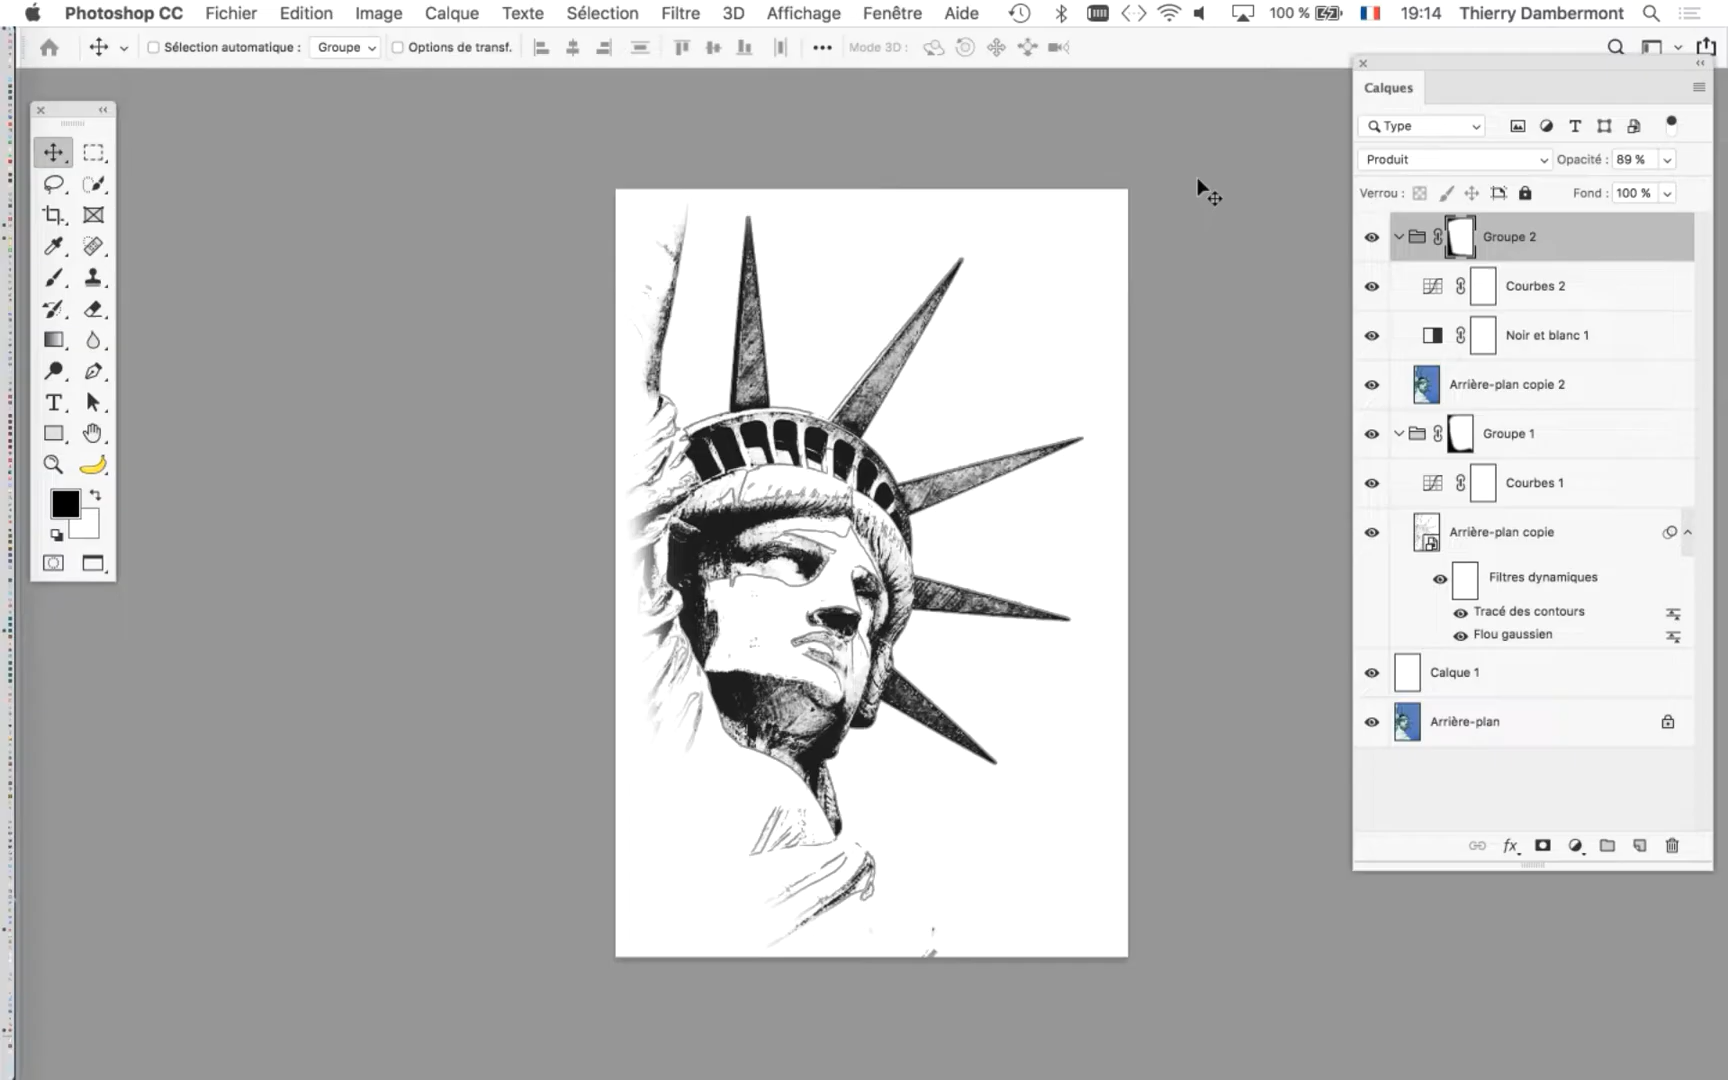 Photoshop CC Fichier Edition Image Calque Texte Sélection Filtre 3D Affichage Fenêtre Aide 100 % 19:14 Thierry Dambermont
Sélection automatique : Groupe Options de transf. Mode 3D :
Calques
Type
Produit Opacité : 89 %
Verrou : Fond : 100 %
Groupe 2
Courbes 2
Noir et blanc 1
Arrière-plan copie 2
Groupe 1
Courbes 1
Arrière-plan copie
Filtres dynamiques
Tracé des contours
Flou gaussien
Calque 1
Arrière-plan
fx